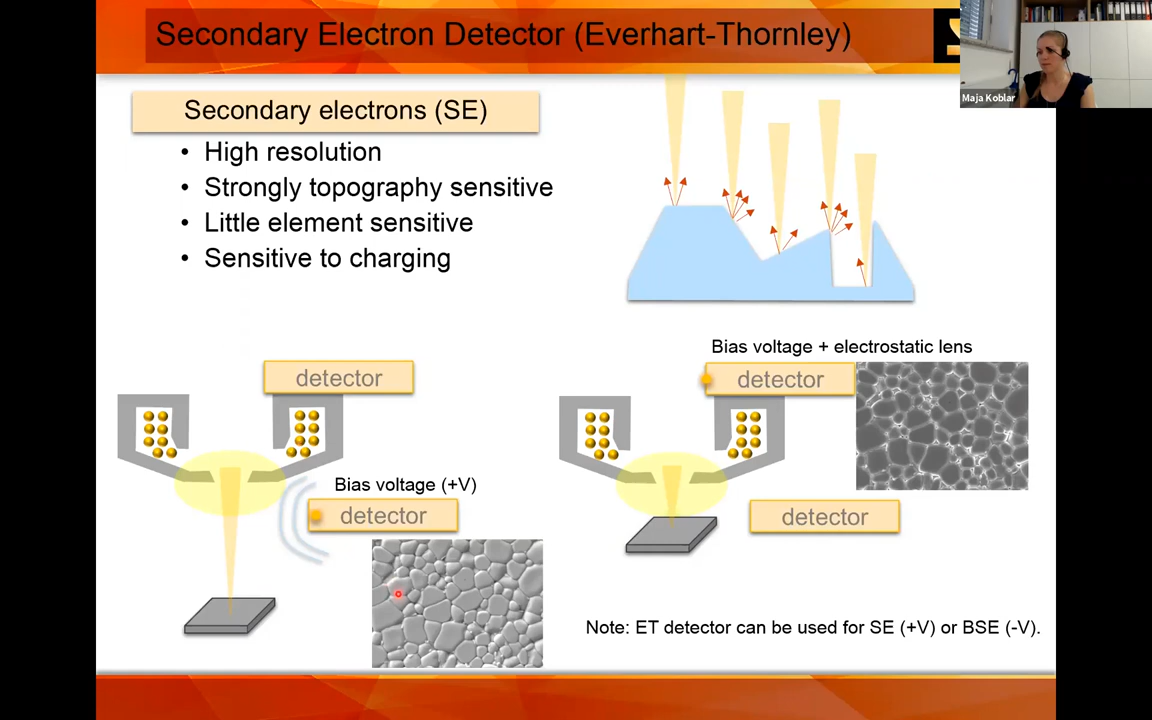 Secondary Electron Detector (Everhart-Thornley)
Maja Koblar
Secondary electrons (SE)
• High resolution
• Strongly topography sensitive
• Little element sensitive
• Sensitive to charging
detector
Bias voltage (+V)
detector
Bias voltage + electrostatic lens
detector
detector
Note: ET detector can be used for SE (+V) or BSE (-V).